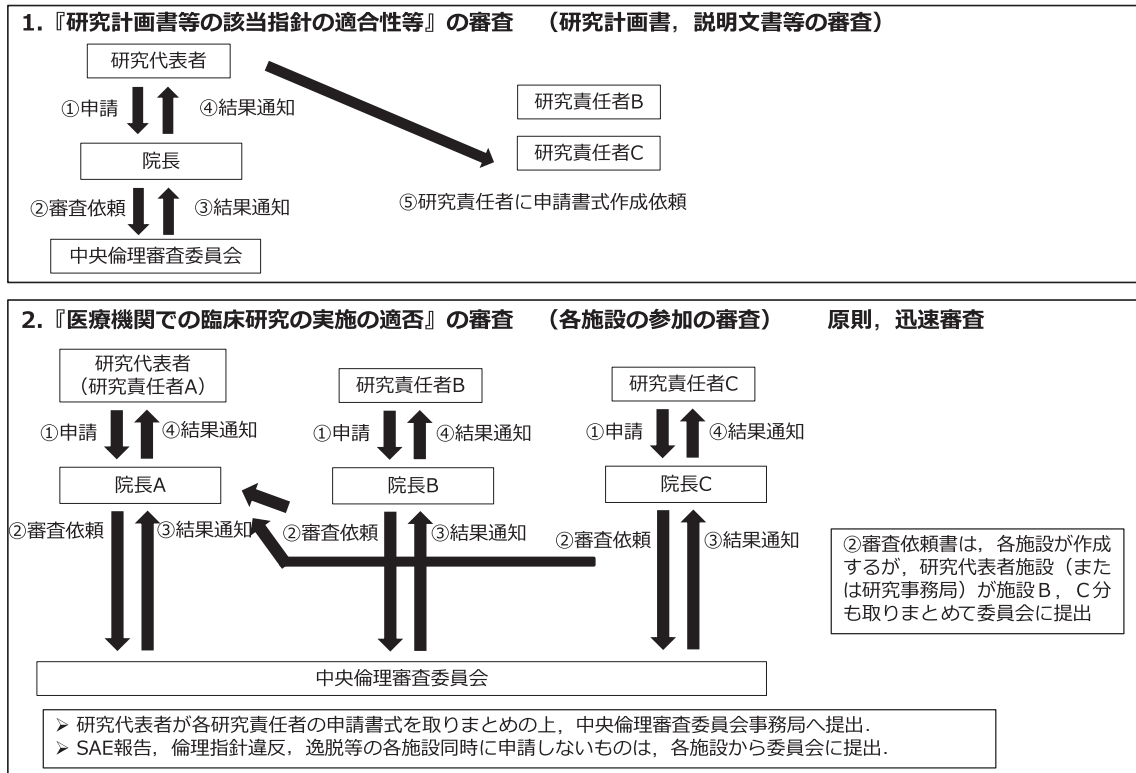 1.『研究計画書等の該当指針の適合性等』の審査 (研究計画書，説明文書等の審査)
研究代表者
①申請
④結果通知
院長
②審査依頼
③結果通知
中央倫理審査委員会
研究責任者B
研究責任者C
⑤研究責任者に申請書式作成依頼
2.『医療機関での臨床研究の実施の適否』の審査 (各施設の参加の審査) 原則，迅速審査
研究代表者
(研究責任者A)
①申請
④結果通知
院長A
②審査依頼
③結果通知
研究責任者B
①申請
④結果通知
院長B
②審査依頼
③結果通知
研究責任者C
①申請
④結果通知
院長C
②審査依頼
③結果通知
②審査依頼書は，各施設が作成
するが，研究代表者施設（また
は研究事務局）が施設Ｂ，Ｃ分
も取りまとめて委員会に提出
中央倫理審査委員会
➢ 研究代表者が各研究責任者の申請書式を取りまとめの上，中央倫理審査委員会事務局へ提出．
➢ SAE報告，倫理指針違反，逸脱等の各施設同時に申請しないものは，各施設から委員会に提出．